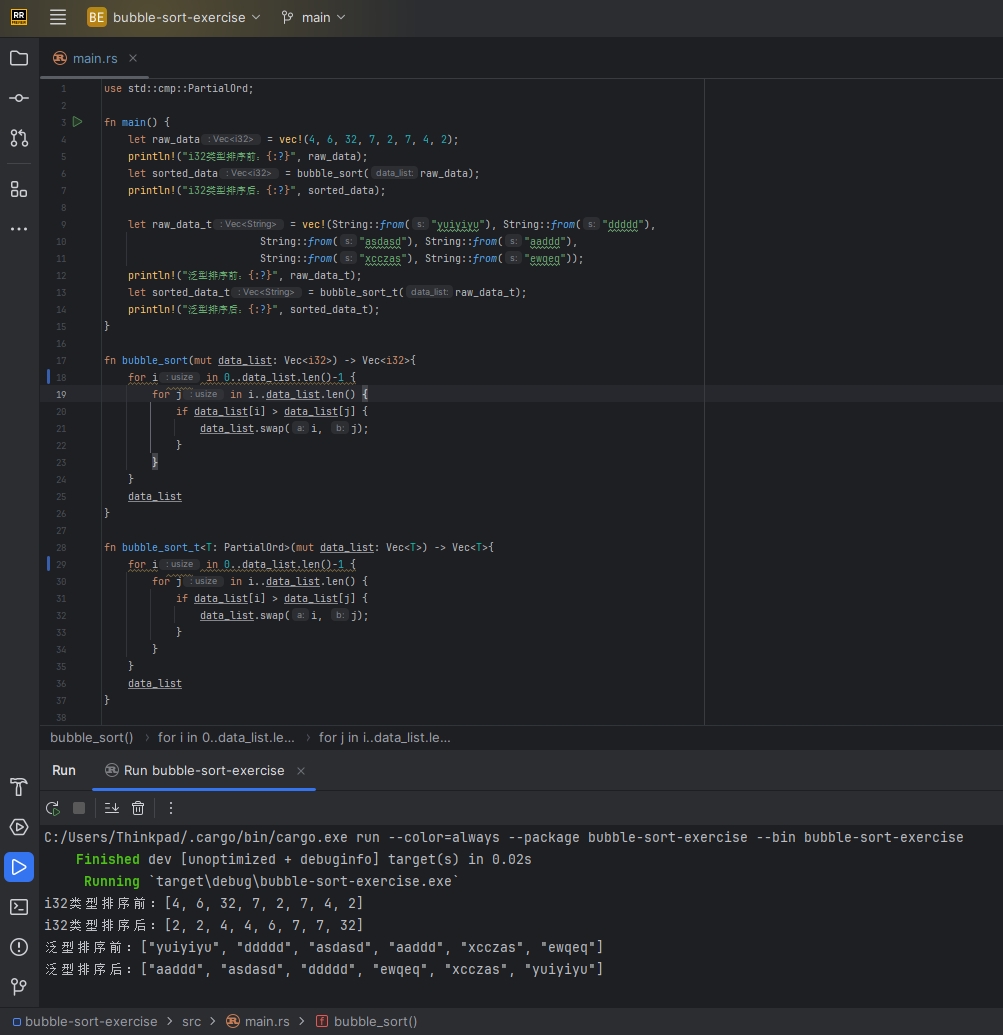 RR
BE bubble-sort-exercise main
main.rs
1 use std::cmp::PartialOrd;
2
3 fn main() {
4 let raw_data : Vec<i32> = vec!(4, 6, 32, 7, 2, 7, 4, 2);
5 println!("i32类型排序前：{:?}", raw_data);
6 let sorted_data : Vec<i32> = bubble_sort( data_list: raw_data);
7 println!("i32类型排序后：{:?}", sorted_data);
8
9 let raw_data_t : Vec<String> = vec!(String::from( s: "yuiyiyu"), String::from( s: "ddddd"),
10 String::from( s: "asdasd"), String::from( s: "aaddd"),
11 String::from( s: "xcczas"), String::from( s: "ewqeq"));
12 println!("泛型排序前：{:?}", raw_data_t);
13 let sorted_data_t : Vec<String> = bubble_sort_t( data_list: raw_data_t);
14 println!("泛型排序后：{:?}", sorted_data_t);
15 }
16
17 fn bubble_sort(mut data_list: Vec<i32>) -> Vec<i32>{
18 for i : usize in 0..data_list.len()-1 {
19 for j : usize in i..data_list.len() {
20 if data_list[i] > data_list[j] {
21 data_list.swap( a: i, b: j);
22 }
23 }
24 }
25 data_list
26 }
27
28 fn bubble_sort_t<T: PartialOrd>(mut data_list: Vec<T>) -> Vec<T>{
29 for i : usize in 0..data_list.len()-1 {
30 for j : usize in i..data_list.len() {
31 if data_list[i] > data_list[j] {
32 data_list.swap( a: i, b: j);
33 }
34 }
35 }
36 data_list
37 }
38
bubble_sort() > for i in 0..data_list.le... > for j in i..data_list.le...
Run Run bubble-sort-exercise
C:/Users/Thinkpad/.cargo/bin/cargo.exe run --color=always --package bubble-sort-exercise --bin bubble-sort-exercise
Finished dev [unoptimized + debuginfo] target(s) in 0.02s
Running `target\debug\bubble-sort-exercise.exe`
i32类型排序前：[4, 6, 32, 7, 2, 7, 4, 2]
i32类型排序后：[2, 2, 4, 4, 6, 7, 7, 32]
泛型排序前：["yuiyiyu", "ddddd", "asdasd", "aaddd", "xcczas", "ewqeq"]
泛型排序后：["aaddd", "asdasd", "ddddd", "ewqeq", "xcczas", "yuiyiyu"]
bubble-sort-exercise > src > main.rs > f bubble_sort()